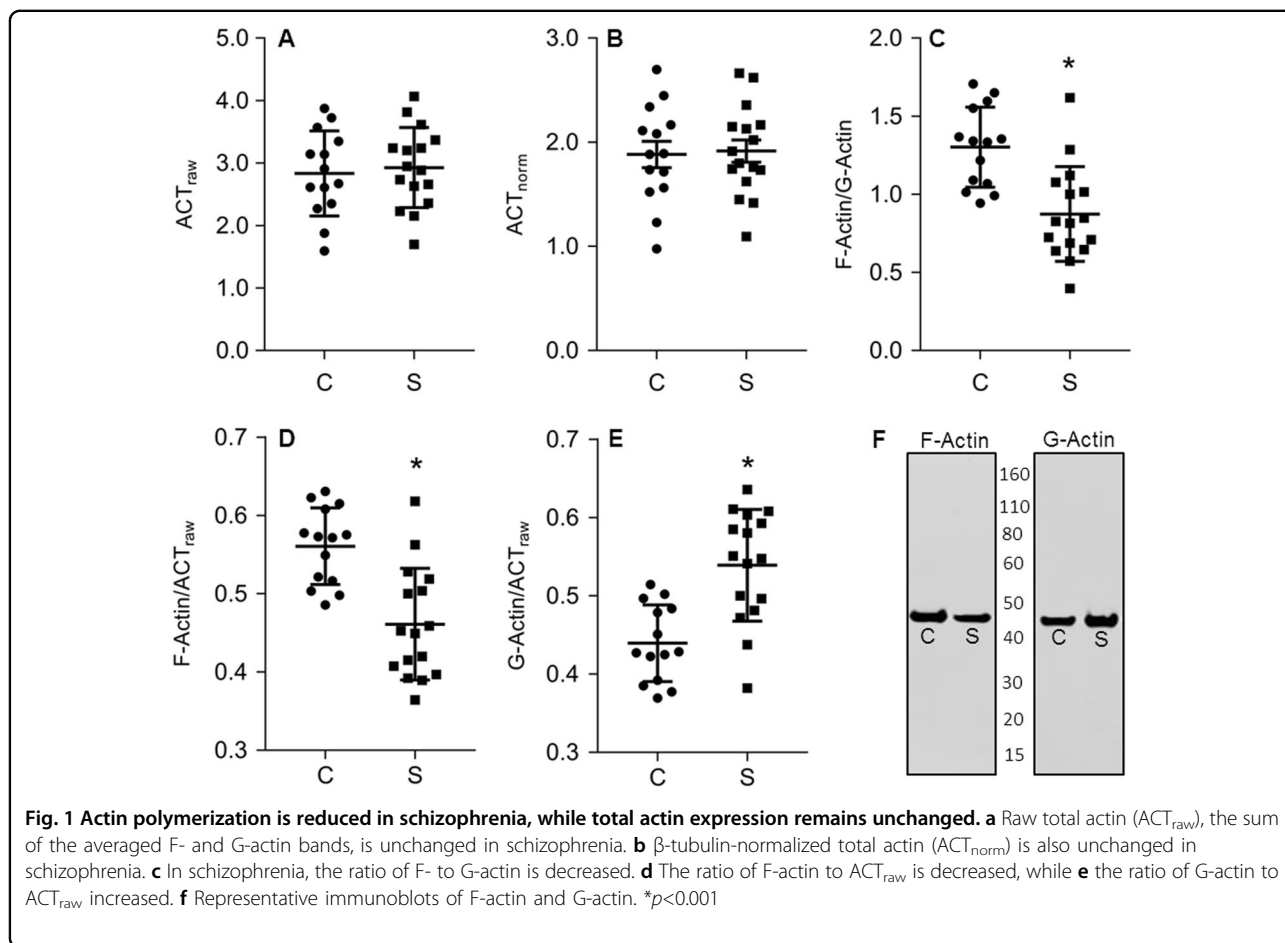 A
5.0
4.0
3.0
2.0
1.0
0.0
ACTraw
C S
B
3.0
2.0
1.0
0.0
ACTnorm
C S
C
2.0
1.5
1.0
0.5
0.0
F-Actin/G-Actin
*
C S
D
0.7
0.6
0.5
0.4
0.3
F-Actin/ACTraw
*
C S
E
0.7
0.6
0.5
0.4
0.3
G-Actin/ACTraw
*
C S
F
F-Actin G-Actin
160
110
80
60
50
40
30
20
15
C S
C S
Fig. 1 Actin polymerization is reduced in schizophrenia, while total actin expression remains unchanged. a Raw total actin (ACTraw), the sum
of the averaged F- and G-actin bands, is unchanged in schizophrenia. b β-tubulin-normalized total actin (ACTnorm) is also unchanged in
schizophrenia. c In schizophrenia, the ratio of F- to G-actin is decreased. d The ratio of F-actin to ACTraw is decreased, while e the ratio of G-actin to
ACTraw increased. f Representative immunoblots of F-actin and G-actin. *p<0.001